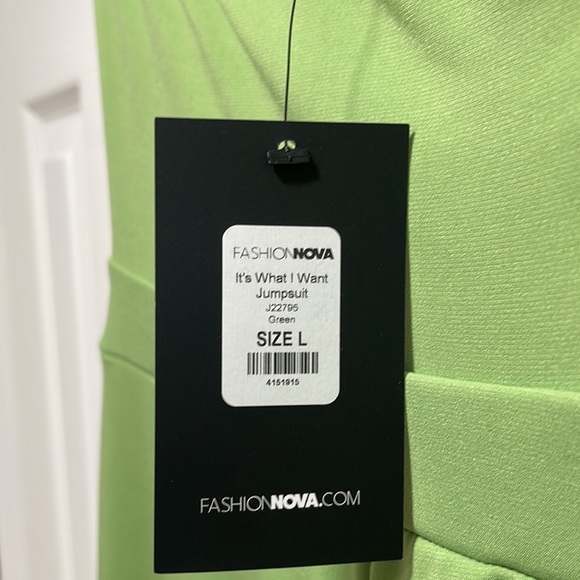 FASHIONNOVA
It's What I Want
Jumpsuit
J22795
Green
SIZE L
4151915
FASHIONNOVA.COM